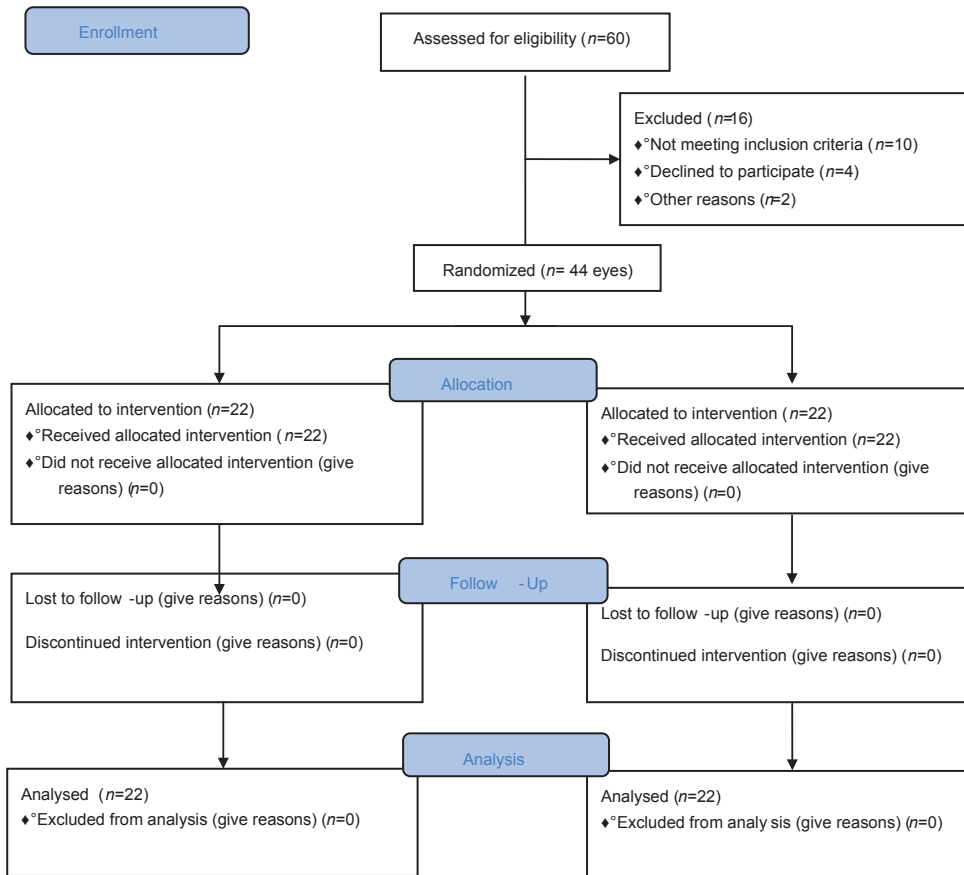 Enrollment
Assessed for eligibility (n=60)
Excluded (n=16)
♦°Not meeting inclusion criteria (n=10)
♦°Declined to participate (n=4)
♦°Other reasons (n=2)
Randomized (n= 44 eyes)
Allocation
Allocated to intervention (n=22)
♦°Received allocated intervention (n=22)
♦°Did not receive allocated intervention (give
reasons) (n=0)
Allocated to intervention (n=22)
♦°Received allocated intervention (n=22)
♦°Did not receive allocated intervention (give
reasons) (n=0)
Follow -Up
Lost to follow -up (give reasons) (n=0)
Discontinued intervention (give reasons) (n=0)
Lost to follow -up (give reasons) (n=0)
Discontinued intervention (give reasons) (n=0)
Analysis
Analysed (n=22)
♦°Excluded from analysis (give reasons) (n=0)
Analysed (n=22)
♦°Excluded from analy sis (give reasons) (n=0)